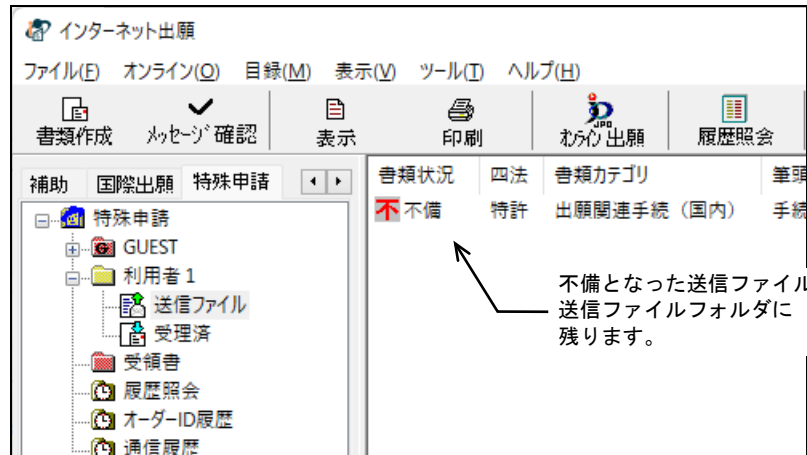 インターネット出願
ファイル(F) オンライン(O) 目録(M) 表示(V) ツール(T) ヘルプ(H)
書類作成 メッセージ確認 表示 印刷 オンライン出願 履歴照会
JPO
補助 国際出願 特殊申請
書類状況 四法 書類カテゴリ 筆頭
不 不備 特許 出願関連手続（国内） 手続
特殊申請
GUEST
利用者１
送信ファイル
受理済
受領書
履歴照会
オーダーID履歴
通信履歴
不備となった送信ファイル
送信ファイルフォルダに
残ります。